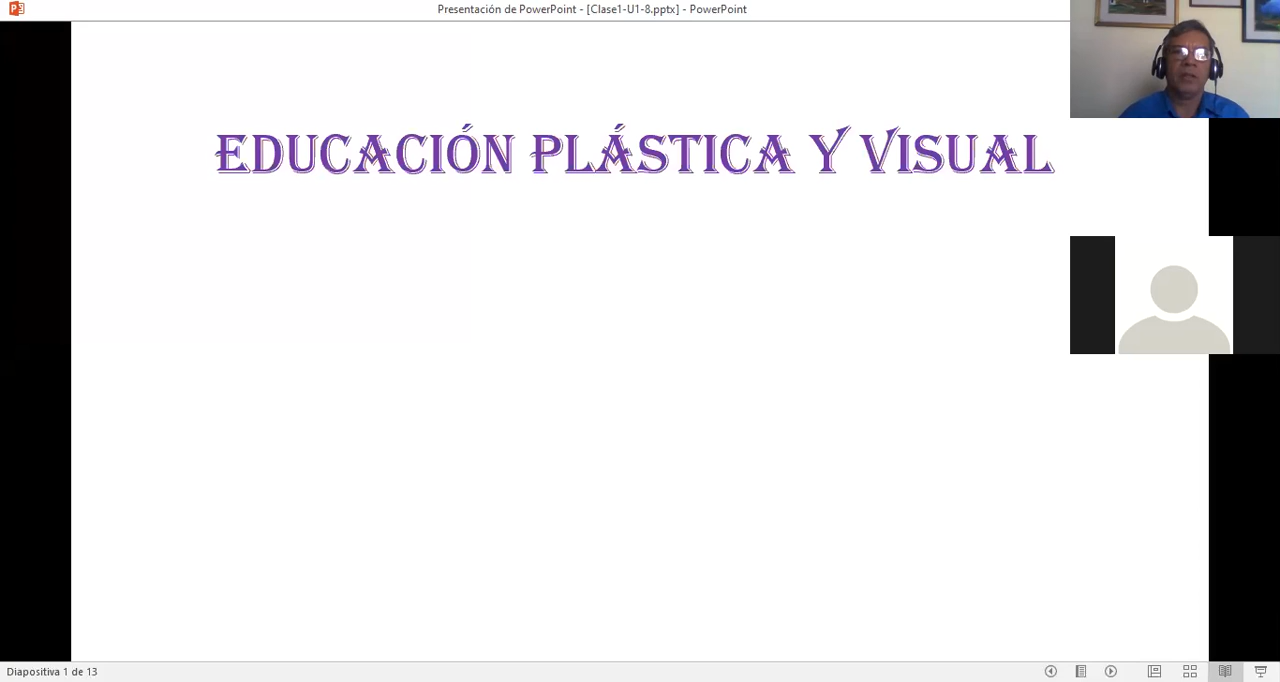 Presentación de PowerPoint - [Clase1-U1-8.pptx] - PowerPoint
EDUCACIÓN PLÁSTICA Y VISUAL
Diapositiva 1 de 13